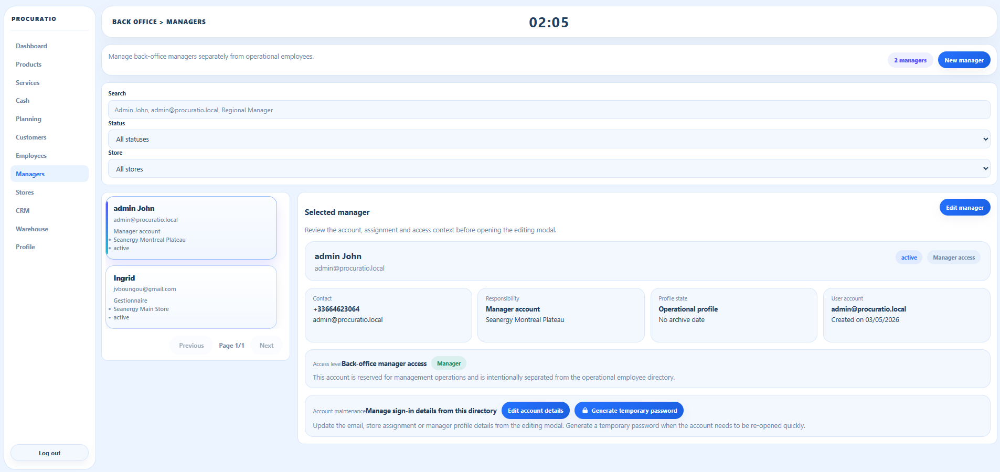 PROCURATIO
Dashboard
Products
Services
Cash
Planning
Customers
Employees
Managers
Stores
CRM
Warehouse
Profile
Log out
BACK OFFICE > MANAGERS
02:05
Manage back-office managers separately from operational employees.
2 managers
New manager
Search
Admin John, admin@procuratio.local, Regional Manager
Status
All statuses
Store
All stores
admin John
admin@procuratio.local
Manager account
• Seanergy Montreal Plateau
• active
Ingrid
jvboungou@gmail.com
Gestionnaire
• Seanergy Main Store
• active
Previous
Page 1/1
Next
Selected manager
Edit manager
Review the account, assignment and access context before opening the editing modal.
admin John
admin@procuratio.local
active
Manager access
Contact
+33664623064
admin@procuratio.local
Responsibility
Manager account
Seanergy Montreal Plateau
Profile state
Operational profile
No archive date
User account
admin@procuratio.local
Created on 03/05/2026
Access levelBack-office manager access Manager
This account is reserved for management operations and is intentionally separated from the operational employee directory.
Account maintenanceManage sign-in details from this directory Edit account details Generate temporary password
Update the email, store assignment or manager profile details from the editing modal. Generate a temporary password when the account needs to be re-opened quickly.